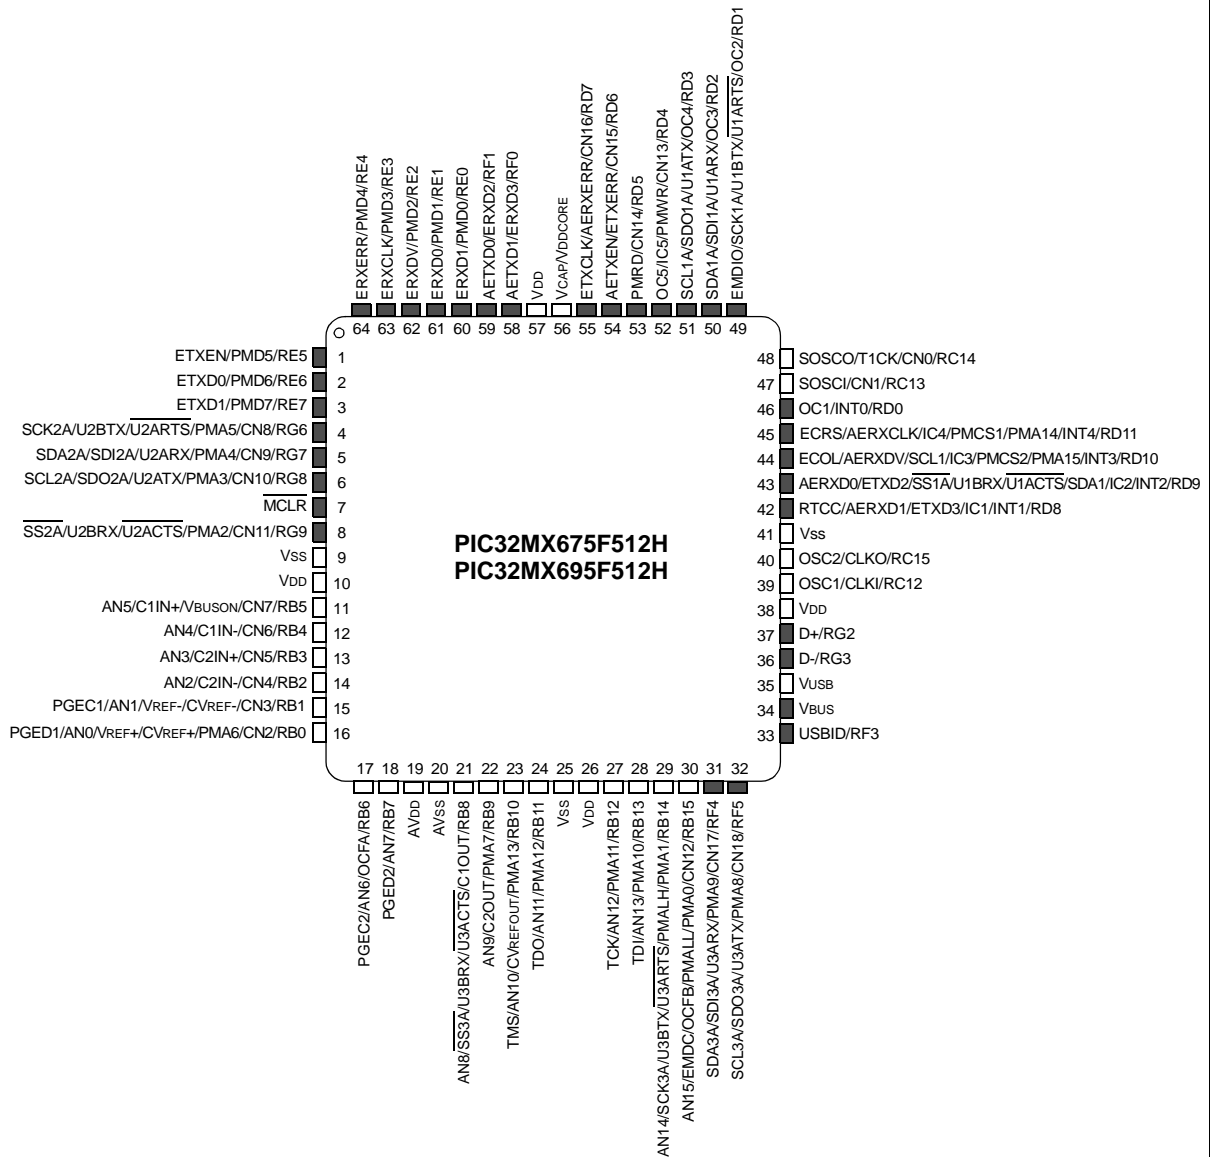 ERXERR/PMD4/RE4
ERXCLK/PMD3/RE3
ERXDV/PMD2/RE2
ERXD0/PMD1/RE1
ERXD1/PMD0/RE0
AETXD0/ERXD2/RF1
AETXD1/ERXD3/RF0
VDD
VCAP/VDDCORE
ETXCLK/AERXERR/CN16/RD7
AETXEN/ETXERR/CN15/RD6
PMRD/CN14/RD5
OC5/IC5/PMWR/CN13/RD4
SCL1A/SDO1A/U1ATX/OC4/RD3
SDA1A/SDI1A/U1ARX/OC3/RD2
EMDIO/SCK1A/U1BTX/U1ARTS/OC2/RD1
64 63 62 61 60 59 58 57 56 55 54 53 52 51 50 49
ETXEN/PMD5/RE5 1
ETXD0/PMD6/RE6 2
ETXD1/PMD7/RE7 3
SCK2A/U2BTX/U2ARTS/PMA5/CN8/RG6 4
SDA2A/SDI2A/U2ARX/PMA4/CN9/RG7 5
SCL2A/SDO2A/U2ATX/PMA3/CN10/RG8 6
MCLR 7
SS2A/U2BRX/U2ACTS/PMA2/CN11/RG9 8
VSS 9
VDD 10
AN5/C1IN+/VBUSON/CN7/RB5 11
AN4/C1IN-/CN6/RB4 12
AN3/C2IN+/CN5/RB3 13
AN2/C2IN-/CN4/RB2 14
PGEC1/AN1/VREF-/CVREF-/CN3/RB1 15
PGED1/AN0/VREF+/CVREF+/PMA6/CN2/RB0 16
PIC32MX675F512H
PIC32MX695F512H
48 SOSCO/T1CK/CN0/RC14
47 SOSCI/CN1/RC13
46 OC1/INT0/RD0
45 ECRS/AERXCLK/IC4/PMCS1/PMA14/INT4/RD11
44 ECOL/AERXDV/SCL1/IC3/PMCS2/PMA15/INT3/RD10
43 AERXD0/ETXD2/SS1A/U1BRX/U1ACTS/SDA1/IC2/INT2/RD9
42 RTCC/AERXD1/ETXD3/IC1/INT1/RD8
41 Vss
40 OSC2/CLKO/RC15
39 OSC1/CLKI/RC12
38 VDD
37 D+/RG2
36 D-/RG3
35 VUSB
34 VBUS
33 USBID/RF3
17 18 19 20 21 22 23 24 25 26 27 28 29 30 31 32
PGEC2/AN6/OCFA/RB6
PGED2/AN7/RB7
AVDD
AVSS
AN8/SS3A/U3BRX/U3ACTS/C1OUT/RB8
AN9/C2OUT/PMA7/RB9
TMS/AN10/CVREFOUT/PMA13/RB10
TDO/AN11/PMA12/RB11
VSS
VDD
TCK/AN12/PMA11/RB12
TDI/AN13/PMA10/RB13
AN14/SCK3A/U3BTX/U3ARTS/PMALH/PMA1/RB14
AN15/EMDC/OCFB/PMALL/PMA0/CN12/RB15
SDA3A/SDI3A/U3ARX/PMA9/CN17/RF4
SCL3A/SDO3A/U3ATX/PMA8/CN18/RF5